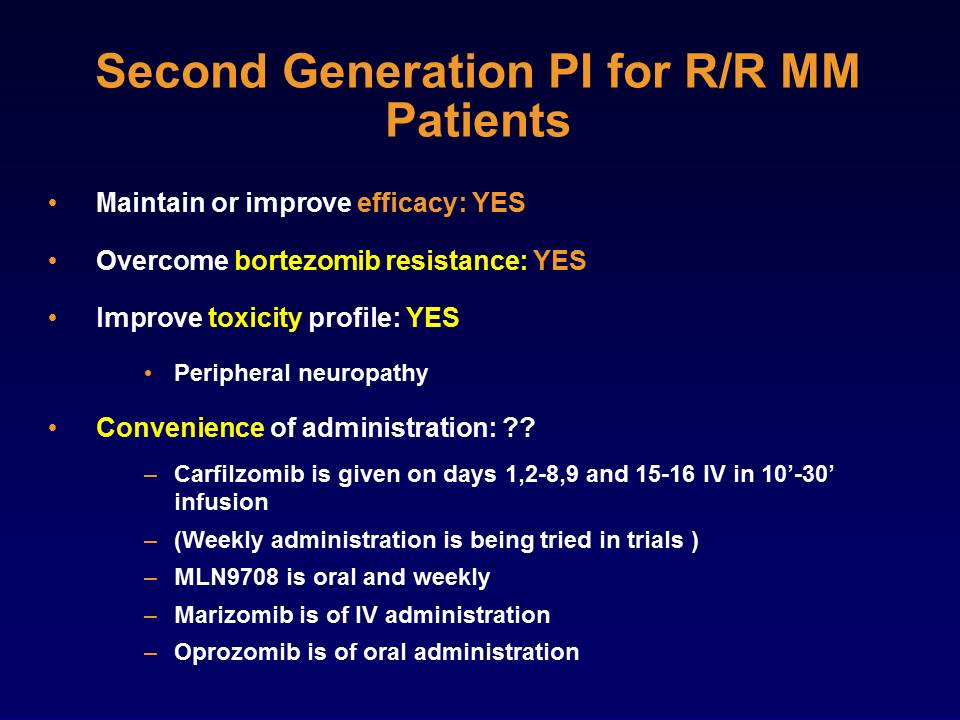 Second Generation PI for R/R MM
Patients
• Maintain or improve efficacy: YES
• Overcome bortezomib resistance: YES
• Improve toxicity profile: YES
• Peripheral neuropathy
• Convenience of administration: ??
– Carfilzomib is given on days 1,2-8,9 and 15-16 IV in 10’-30’
infusion
– (Weekly administration is being tried in trials )
– MLN9708 is oral and weekly
– Marizomib is of IV administration
– Oprozomib is of oral administration